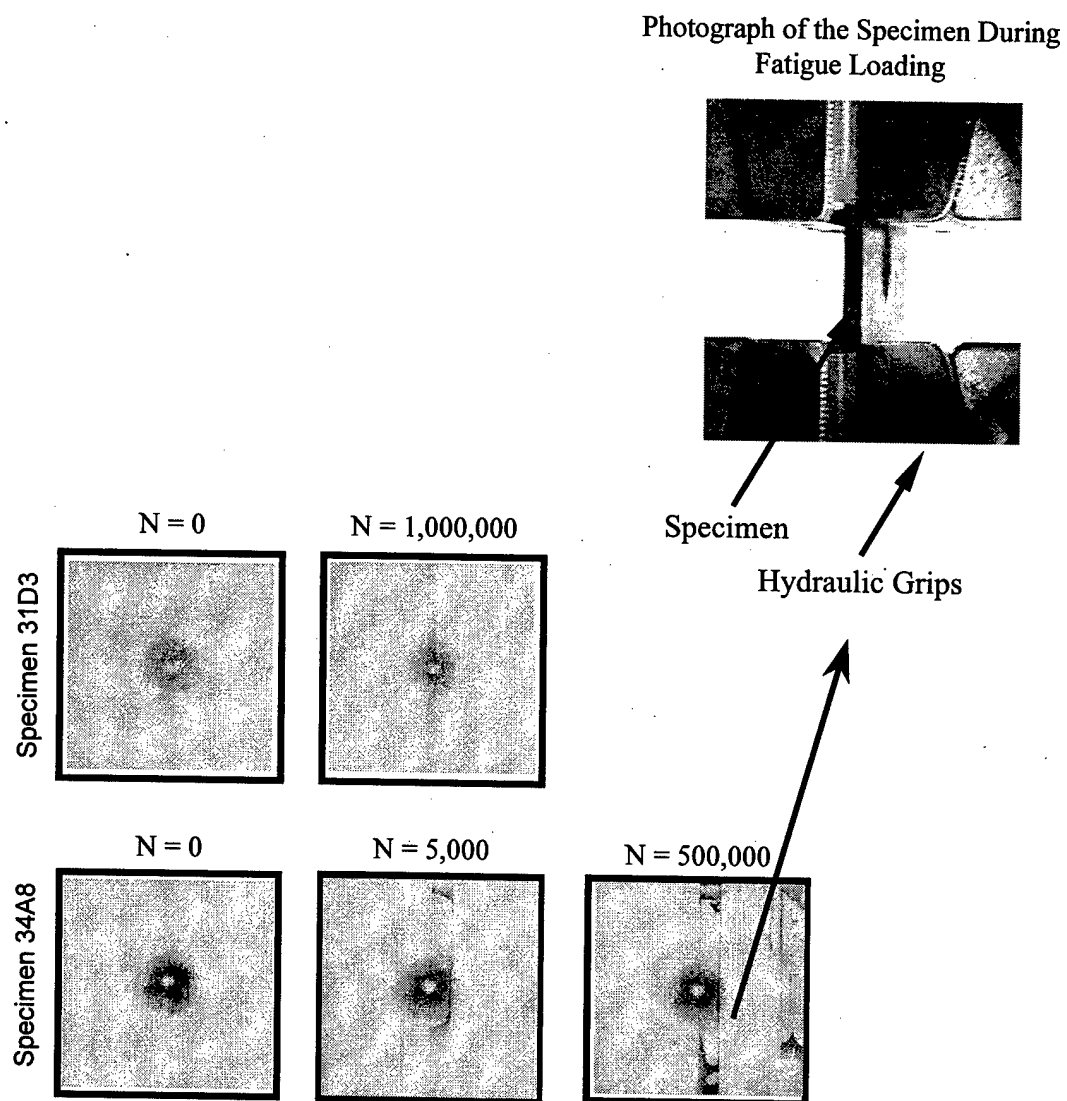 Photograph of the Specimen During
Fatigue Loading
Specimen
Hydraulic Grips
N = 0
N = 1,000,000
Specimen 31D3
N = 0
N = 5,000
N = 500,000
Specimen 34A8